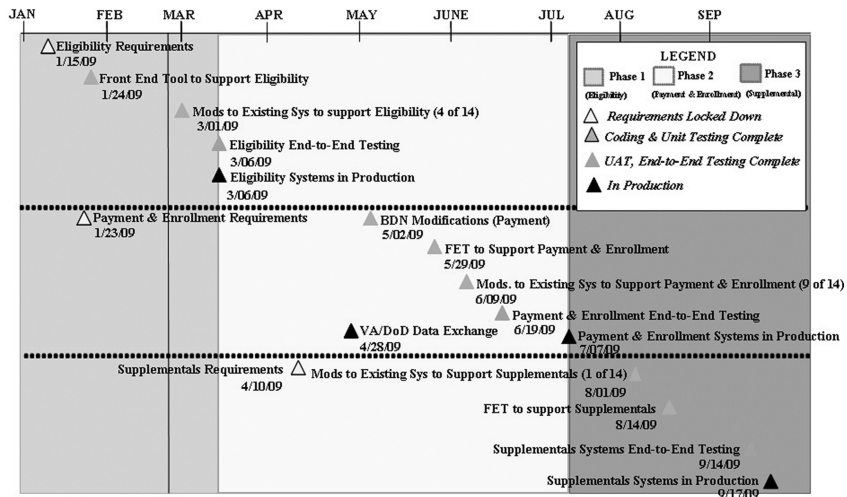 JAN FEB MAR APR MAY JUNE JUL AUG SEP
Eligibility Requirements
1/15/09
Front End Tool to Support Eligibility
1/24/09
Mods to Existing Sys to support Eligibility (4 of 14)
3/01/09
Eligibility End-to-End Testing
3/06/09
Eligibility Systems in Production
3/06/09
LEGEND
Phase 1
(Eligibility)
Phase 2
(Payment & Enrollment)
Phase 3
(Supplemental)
Requirements Locked Down
Coding & Unit Testing Complete
UAT, End-to-End Testing Complete
In Production
Payment & Enrollment Requirements
1/23/09
BDN Modifications (Payment)
5/02/09
FET to Support Payment & Enrollment
5/29/09
Mods. to Existing Sys to Support Payment & Enrollment (9 of 14)
6/09/09
Payment & Enrollment End-to-End Testing
6/19/09
VA/DoD Data Exchange
4/28/09
Payment & Enrollment Systems in Production
7/07/09
Supplementals Requirements
4/10/09
Mods to Existing Sys to Support Supplementals (1 of 14)
8/01/09
FET to support Supplementals
8/14/09
Supplementals Systems End-to-End Testing
9/14/09
Supplementals Systems in Production
9/17/09